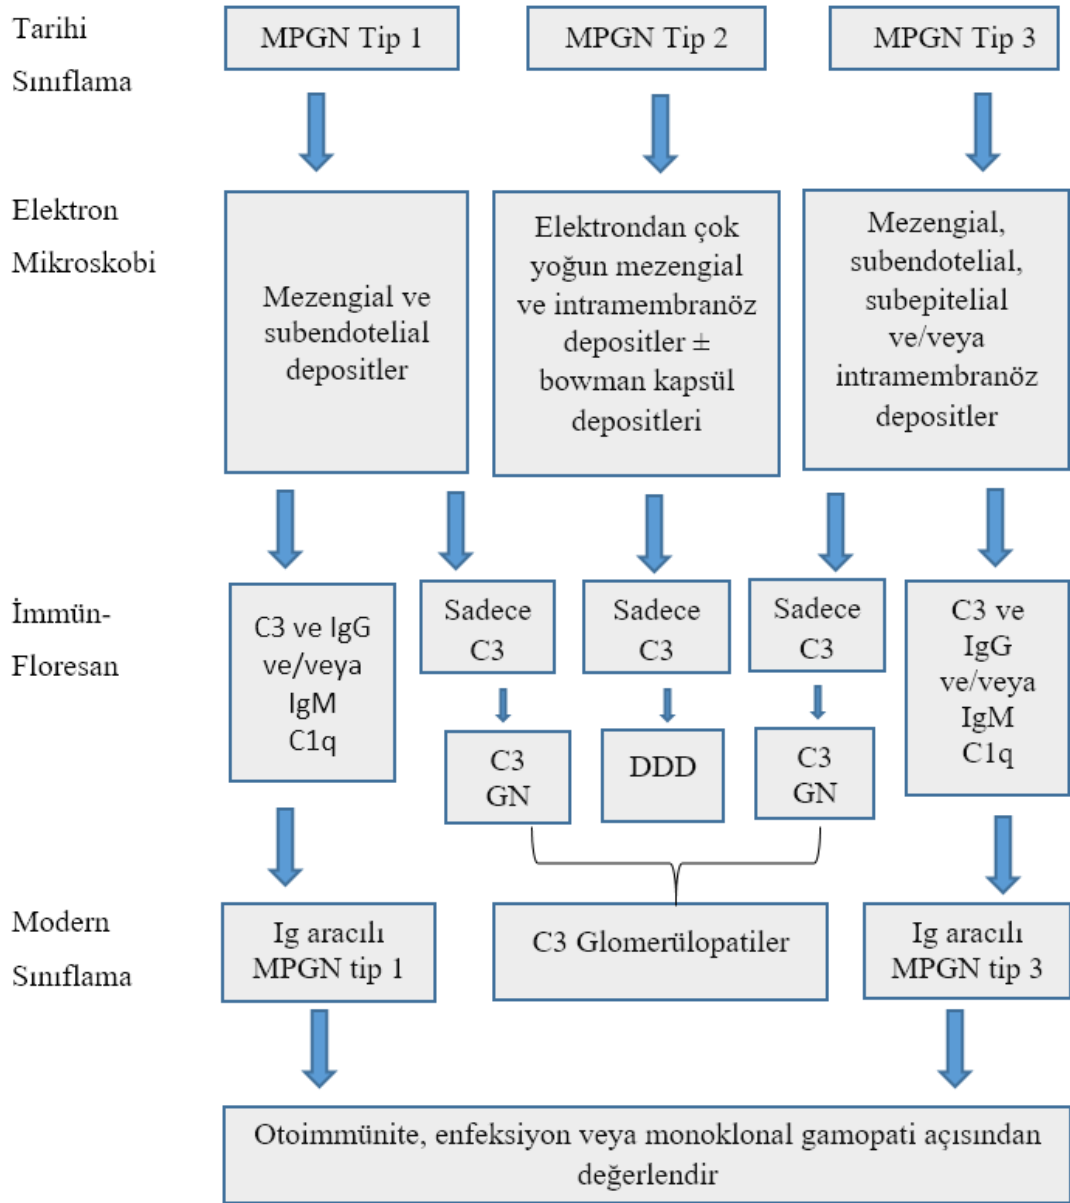 Tarihi
Sınıflama
MPGN Tip 1
MPGN Tip 2
MPGN Tip 3
Elektron
Mikroskobi
Mezengial ve
subendotelial
depositler
Elektrondan çok
yoğun mezengial
ve intramembranöz
depositler ±
bowman kapsül
depositleri
Mezengial,
subendotelial,
subepitelial
ve/veya
intramembranöz
depositler
İmmün-
Floresan
C3 ve IgG
ve/veya
IgM
C1q
Sadece
C3
Sadece
C3
Sadece
C3
C3 ve
IgG
ve/veya
IgM
C1q
C3
GN
DDD
C3
GN
Modern
Sınıflama
Ig aracılı
MPGN tip 1
C3 Glomerülopatiler
Ig aracılı
MPGN tip 3
Otoimmünite, enfeksiyon veya monoklonal gamopati açısından
değerlendir